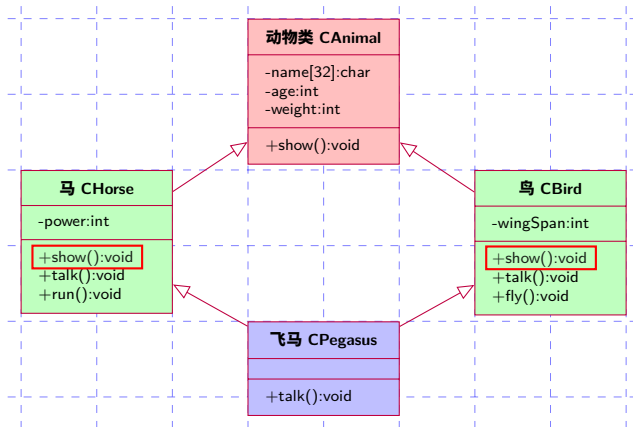 动物类 CAnimal
-name[32]:char
-age:int
-weight:int
+show():void
马 CHorse
-power:int
+show():void
+talk():void
+run():void
鸟 CBird
-wingSpan:int
+show():void
+talk():void
+fly():void
飞马 CPegasus
+talk():void